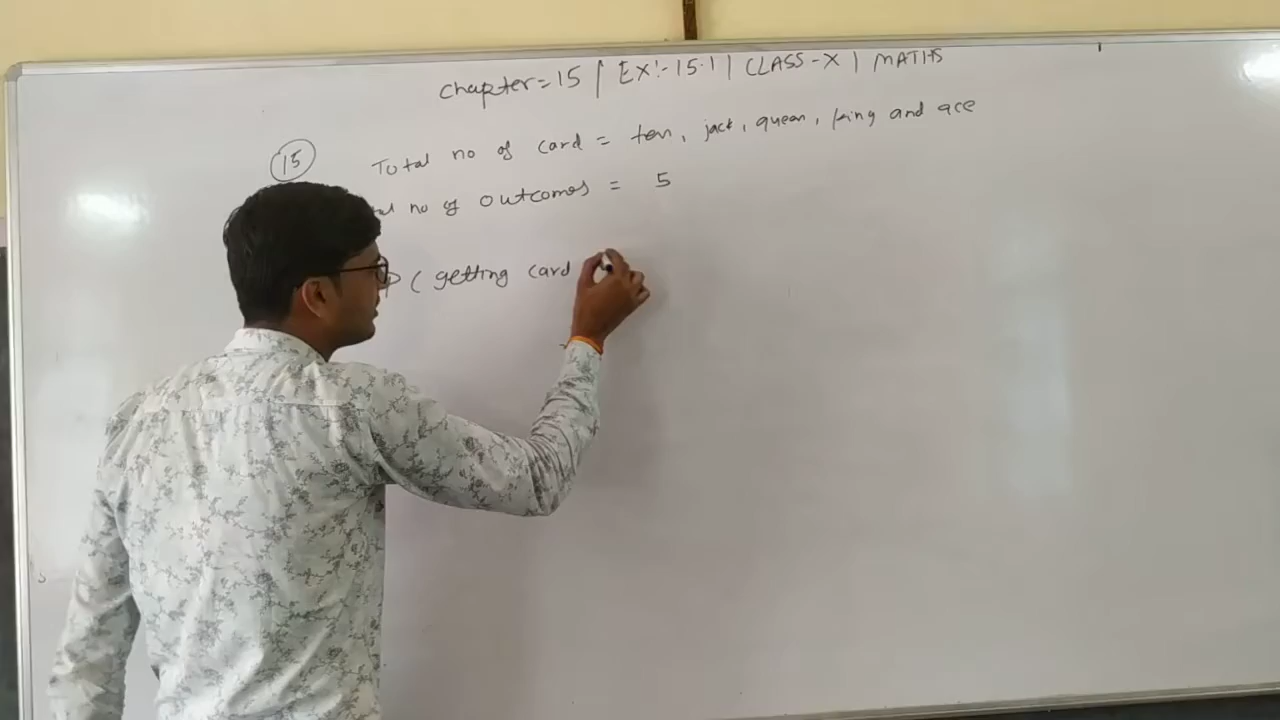 Chapter = 15 / EX:- 15.1 | CLASS - X | MATHS
15 Total no of card = ten, jack, queen, king and ace
no of outcomes = 5
P ( getting card